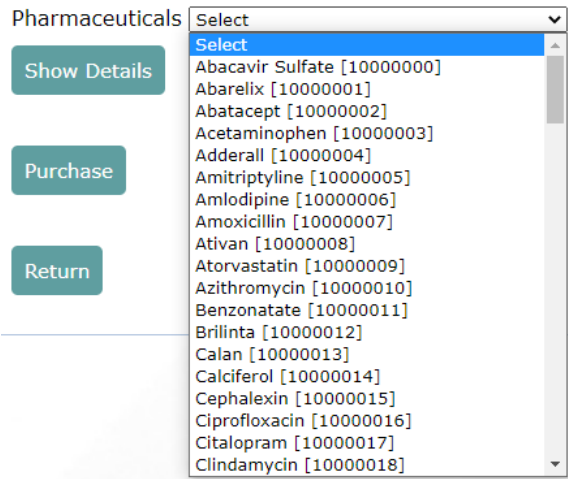 Pharmaceuticals Select
Select
Show Details
Abacavir Sulfate [10000000]
Abarelix [10000001]
Abatacept [10000002]
Acetaminophen [10000003]
Adderall [10000004]
Purchase
Amitriptyline [10000005]
Amlodipine [10000006]
Amoxicillin [10000007]
Ativan [10000008]
Return
Atorvastatin [10000009]
Azithromycin [10000010]
Benzonatate [10000011]
Brilinta [10000012]
Calan [10000013]
Calciferol [10000014]
Cephalexin [10000015]
Ciprofloxacin [10000016]
Citalopram [10000017]
Clindamycin [10000018]